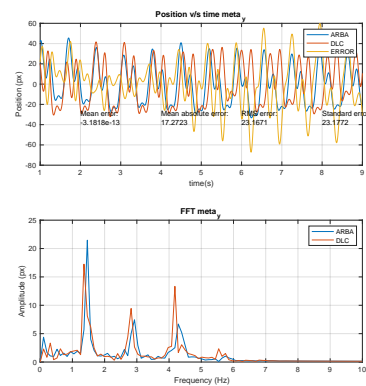 Position v/s time meta_y
ARBA
DLC
ERROR
Position (px)
60
40
20
0
-20
-40
-60
-80
Mean error: Mean absolute error: RMS error: Standard error
-3.1818e-13 17.2723 23.1671 23.1772
1 2 3 4 5 6 7 8 9
time(s)
FFT meta_y
ARBA
DLC
Amplitude (px)
25
20
15
10
5
0
0 1 2 3 4 5 6 7 8 9 10
Frequency (Hz)